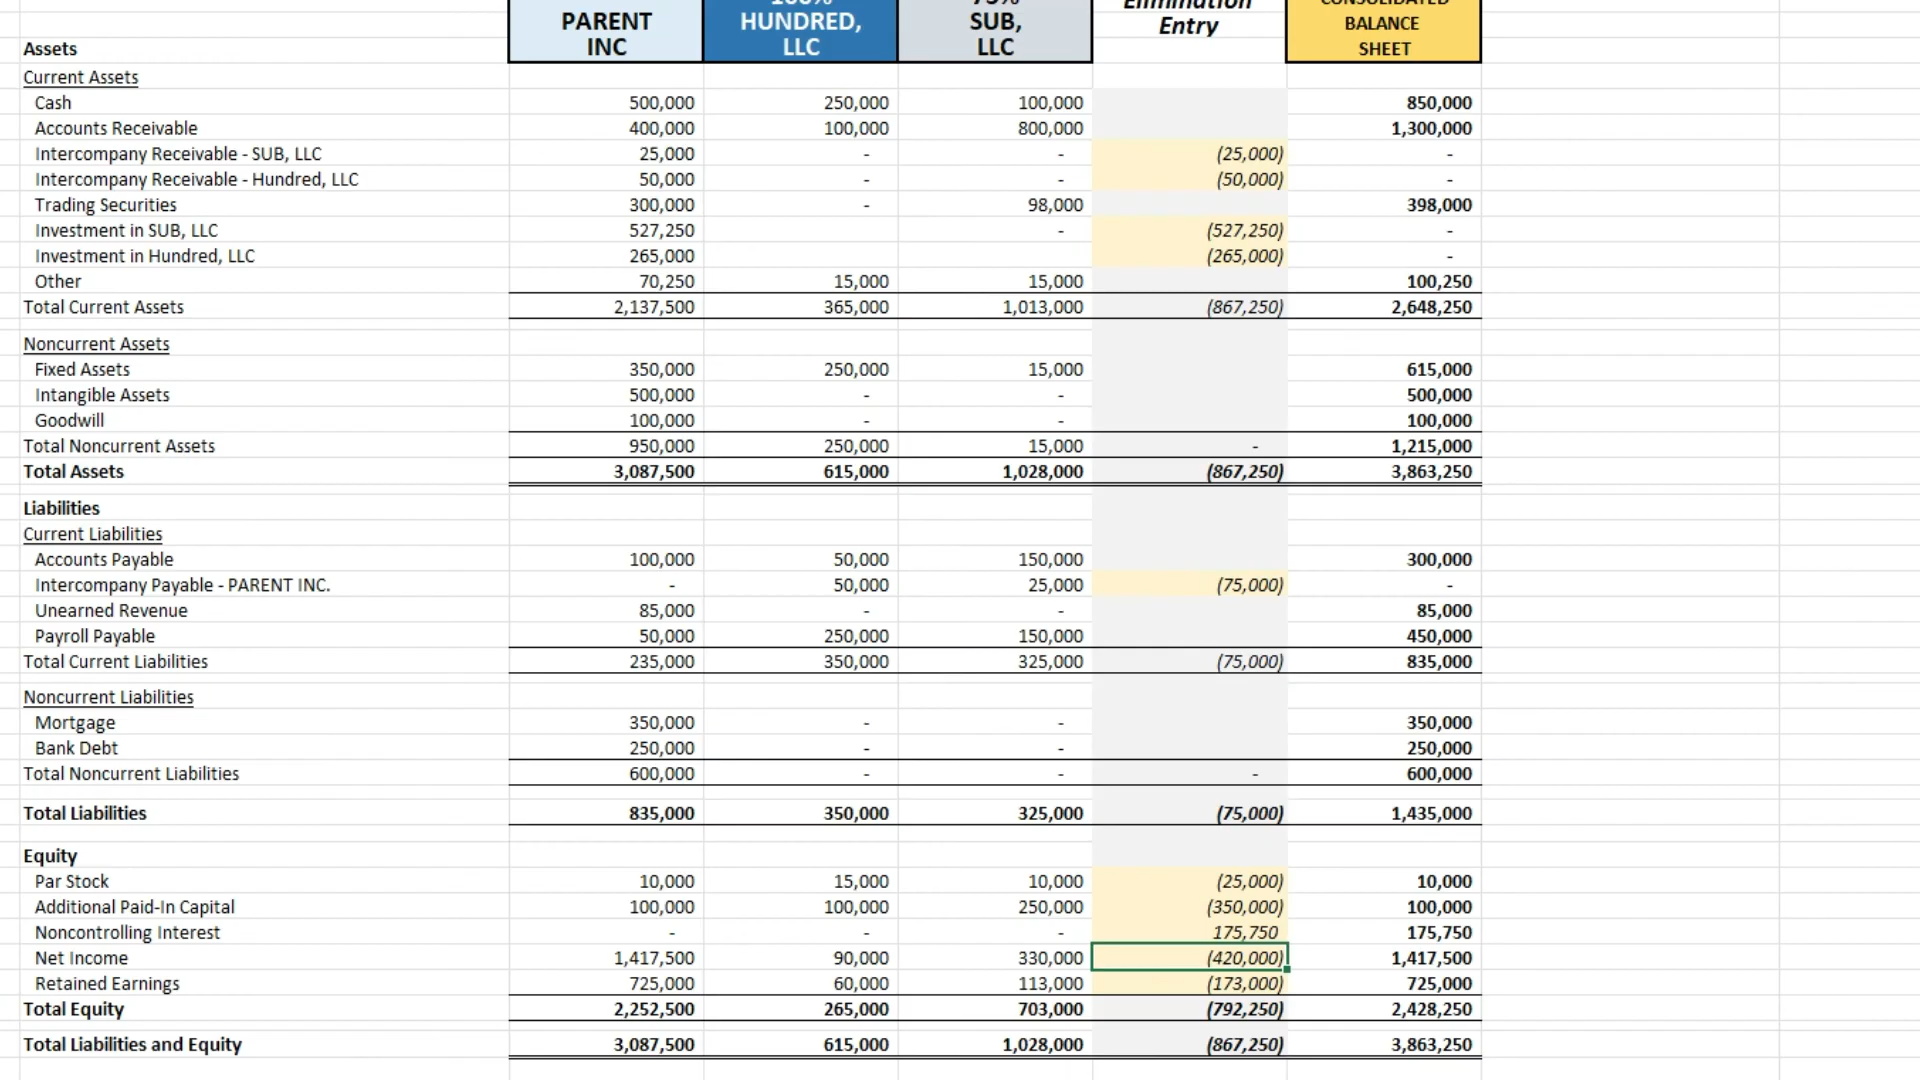 PARENT INC
HUNDRED, LLC
SUB, LLC
Elimination Entry
CONSOLIDATED BALANCE SHEET
Assets
Current Assets
Cash 500,000 250,000 100,000 850,000
Accounts Receivable 400,000 100,000 800,000 1,300,000
Intercompany Receivable - SUB, LLC 25,000 - - (25,000) -
Intercompany Receivable - Hundred, LLC 50,000 - - (50,000) -
Trading Securities 300,000 - 98,000 398,000
Investment in SUB, LLC 527,250 - (527,250) -
Investment in Hundred, LLC 265,000 (265,000) -
Other 70,250 15,000 15,000 100,250
Total Current Assets 2,137,500 365,000 1,013,000 (867,250) 2,648,250
Noncurrent Assets
Fixed Assets 350,000 250,000 15,000 615,000
Intangible Assets 500,000 - - 500,000
Goodwill 100,000 - - 100,000
Total Noncurrent Assets 950,000 250,000 15,000 - 1,215,000
Total Assets 3,087,500 615,000 1,028,000 (867,250) 3,863,250
Liabilities
Current Liabilities
Accounts Payable 100,000 50,000 150,000 300,000
Intercompany Payable - PARENT INC. - 50,000 25,000 (75,000) -
Unearned Revenue 85,000 - - 85,000
Payroll Payable 50,000 250,000 150,000 450,000
Total Current Liabilities 235,000 350,000 325,000 (75,000) 835,000
Noncurrent Liabilities
Mortgage 350,000 - - 350,000
Bank Debt 250,000 - - 250,000
Total Noncurrent Liabilities 600,000 - - - 600,000
Total Liabilities 835,000 350,000 325,000 (75,000) 1,435,000
Equity
Par Stock 10,000 15,000 10,000 (25,000) 10,000
Additional Paid-In Capital 100,000 100,000 250,000 (350,000) 100,000
Noncontrolling Interest - - - 175,750 175,750
Net Income 1,417,500 90,000 330,000 (420,000) 1,417,500
Retained Earnings 725,000 60,000 113,000 (173,000) 725,000
Total Equity 2,252,500 265,000 703,000 (792,250) 2,428,250
Total Liabilities and Equity 3,087,500 615,000 1,028,000 (867,250) 3,863,250